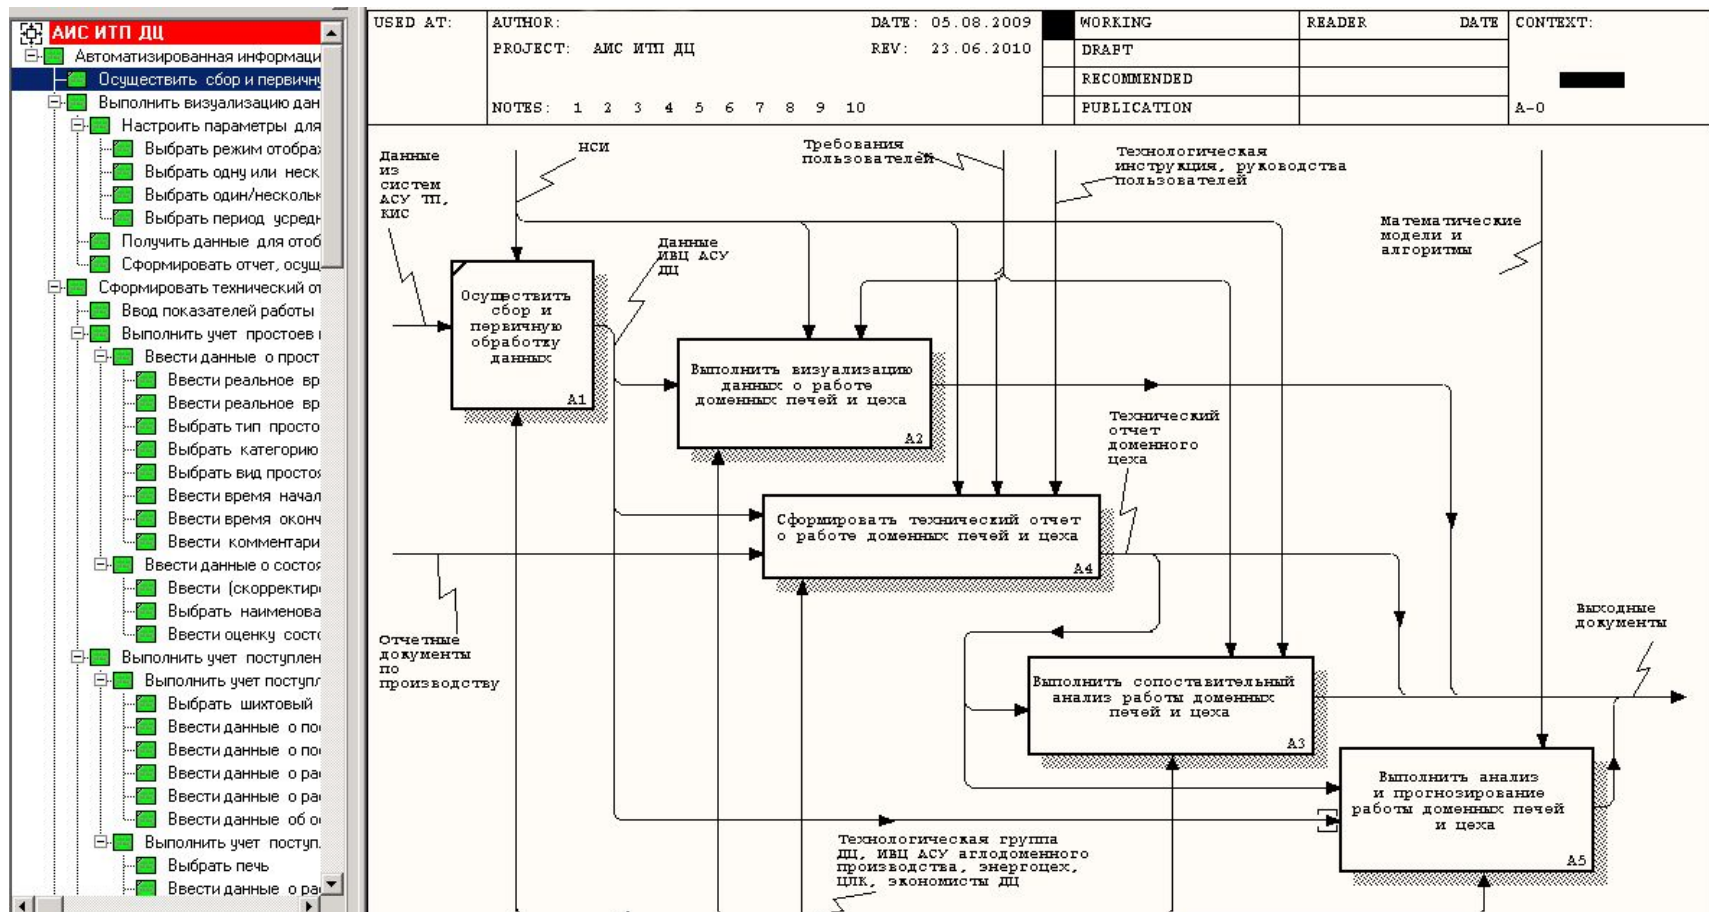 АИС ИТП ДЦ
Автоматизированная информаци
Осуществить сбор и первичну
Выполнить визуализацию дан
Настроить параметры для
Выбрать режим отображ
Выбрать одну или неск
Выбрать один/нескольк
Выбрать период усредн
Получить данные для отоб
Сформировать отчет, осущ
Сформировать технический от
Ввод показателей работы
Выполнить учет простоев
Ввести данные о прост
Ввести реальное вр
Ввести реальное вр
Выбрать тип просто
Выбрать категорию
Выбрать вид простоя
Ввести время начал
Ввести время оконч
Ввести комментари
Ввести данные о состоя
Ввести (скорректир
Выбрать наименова
Ввести оценку состо
Выполнить учет поступлен
Выполнить учет поступл
Выбрать шихтовый
Ввести данные о по
Ввести данные о по
Ввести данные о ра
Ввести данные о ра
Ввести данные об о
Выполнить учет поступ.
Выбрать печь
Ввести данные о ра
USED AT:
AUTHOR:
DATE: 05.08.2009
PROJECT: АИС ИТП ДЦ
REV: 23.06.2010
NOTES: 1 2 3 4 5 6 7 8 9 10
WORKING
DRAFT
RECOMMENDED
PUBLICATION
READER DATE
CONTEXT:
A-0
Данные
из
систем
АСУ ТП,
КИС
НСИ
Требования
пользователей
Технологическая
инструкция, руководства
пользователей
Математические
модели и
алгоритмы
Данные
ИВЦ АСУ
ДЦ
Осуществить
сбор и
первичную
обработку
данных
A1
Выполнить визуализацию
данных о работе
доменных печей и цеха
A2
Технический
отчет
доменного
цеха
Сформировать технический отчет
о работе доменных печей и цеха
A4
Отчетные
документы
по
производству
Выходные
документы
Выполнить сопоставительный
анализ работы доменных
печей и цеха
A3
Выполнить анализ
и прогнозирование
работы доменных печей
и цеха
A5
Технологическая группа
ДЦ, ИВЦ АСУ аглодоменного
производства, энергоцех,
ЦЛК, экономисты ДЦ